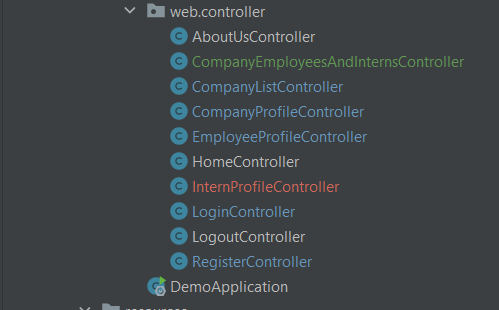 web.controller
AboutUsController
CompanyEmployeesAndInternsController
CompanyListController
CompanyProfileController
EmployeeProfileController
HomeController
InternProfileController
LoginController
LogoutController
RegisterController
DemoApplication